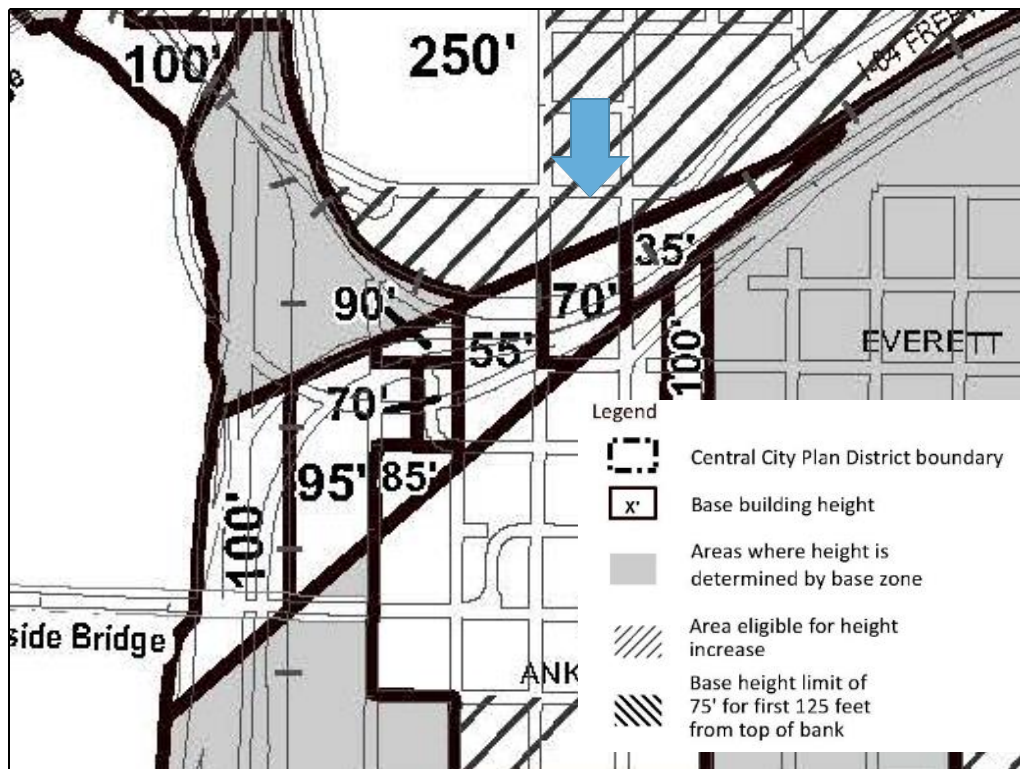 100'
250'
I-84 FREEW
35'
90'
70'
55'
EVERETT
100'
70'
95'
85'
100'
side Bridge
ANK
Legend
Central City Plan District boundary
X'
Base building height
Areas where height is
determined by base zone
Area eligible for height
increase
Base height limit of
75' for first 125 feet
from top of bank